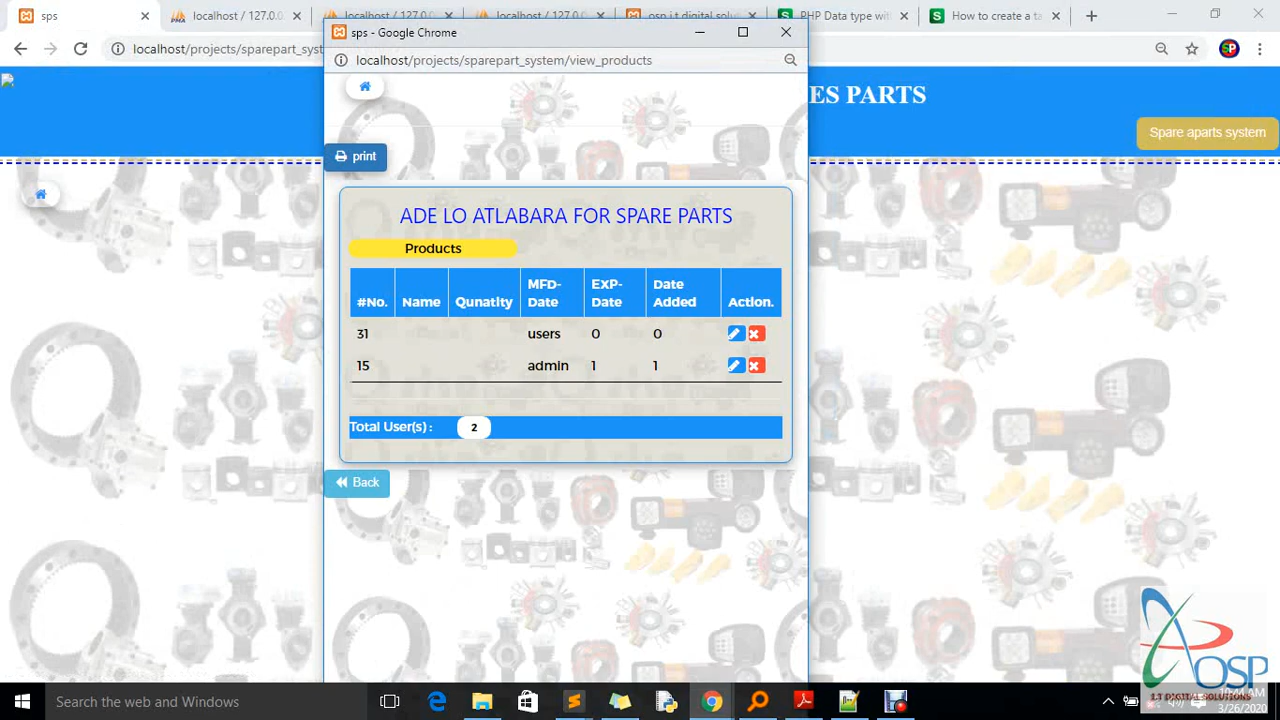 sps
localhost / 127.0.0.
localhost / 127.0.0
localhost / 127.0.0
osp i.t digital solu
PHP Data type wit
How to create a ta
sps - Google Chrome
localhost/projects/sparepart_syst
localhost/projects/sparepart_system/view_products
ES PARTS
Spare aparts system
print
ADE LO ATLABARA FOR SPARE PARTS
Products
#No. Name Qunatity MFD-Date EXP-Date Date Added Action.
31 users 0 0
15 admin 1 1
Total User(s) : 2
Back
OSP
I.T DIGITAL SOLUTIONS
Search the web and Windows
10:44 AM
3/26/2020